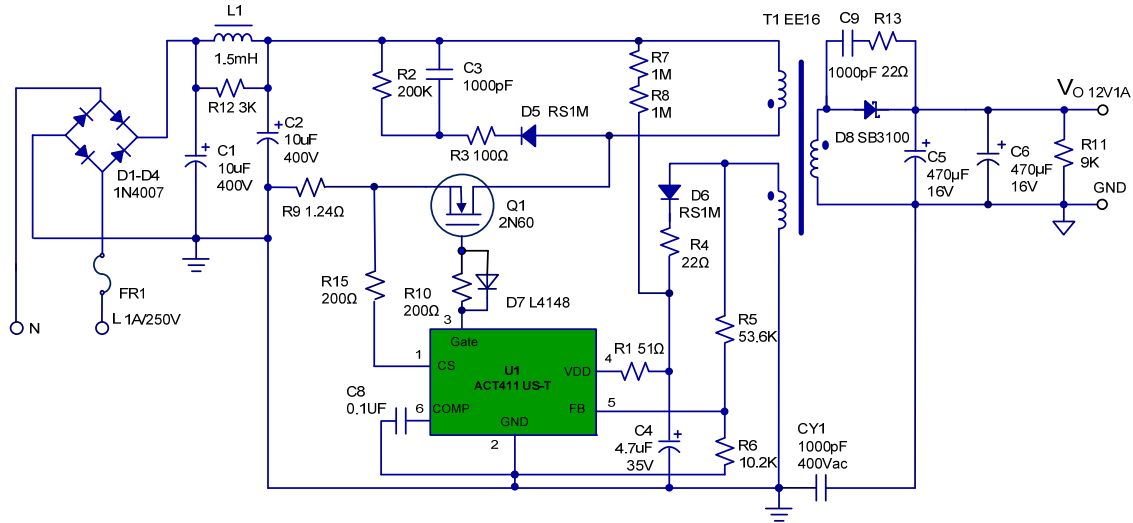 L1
1.5mH
R12 3K
T1 EE16
C9
R13
1000pF 22Ω
R2
200K
C3
1000pF
R7
1M
R8
1M
D5 RS1M
R3 100Ω
VO 12V1A
D8 SB3100
C2
10uF
400V
C1
10uF
400V
D1-D4
1N4007
C5
470µF
16V
C6
470µF
16V
R11
9K
GND
R9 1.24Ω
Q1
2N60
D6
RS1M
R4
22Ω
R15
200Ω
R10
200Ω
D7 L4148
FR1
L 1A/250V
N
3
Gate
1
CS
U1
ACT411 US-T
VDD
4
R1 51Ω
R5
53.6K
C8
0.1UF
6
COMP
FB
5
GND
2
C4
4.7uF
35V
R6
10.2K
CY1
1000pF
400Vac